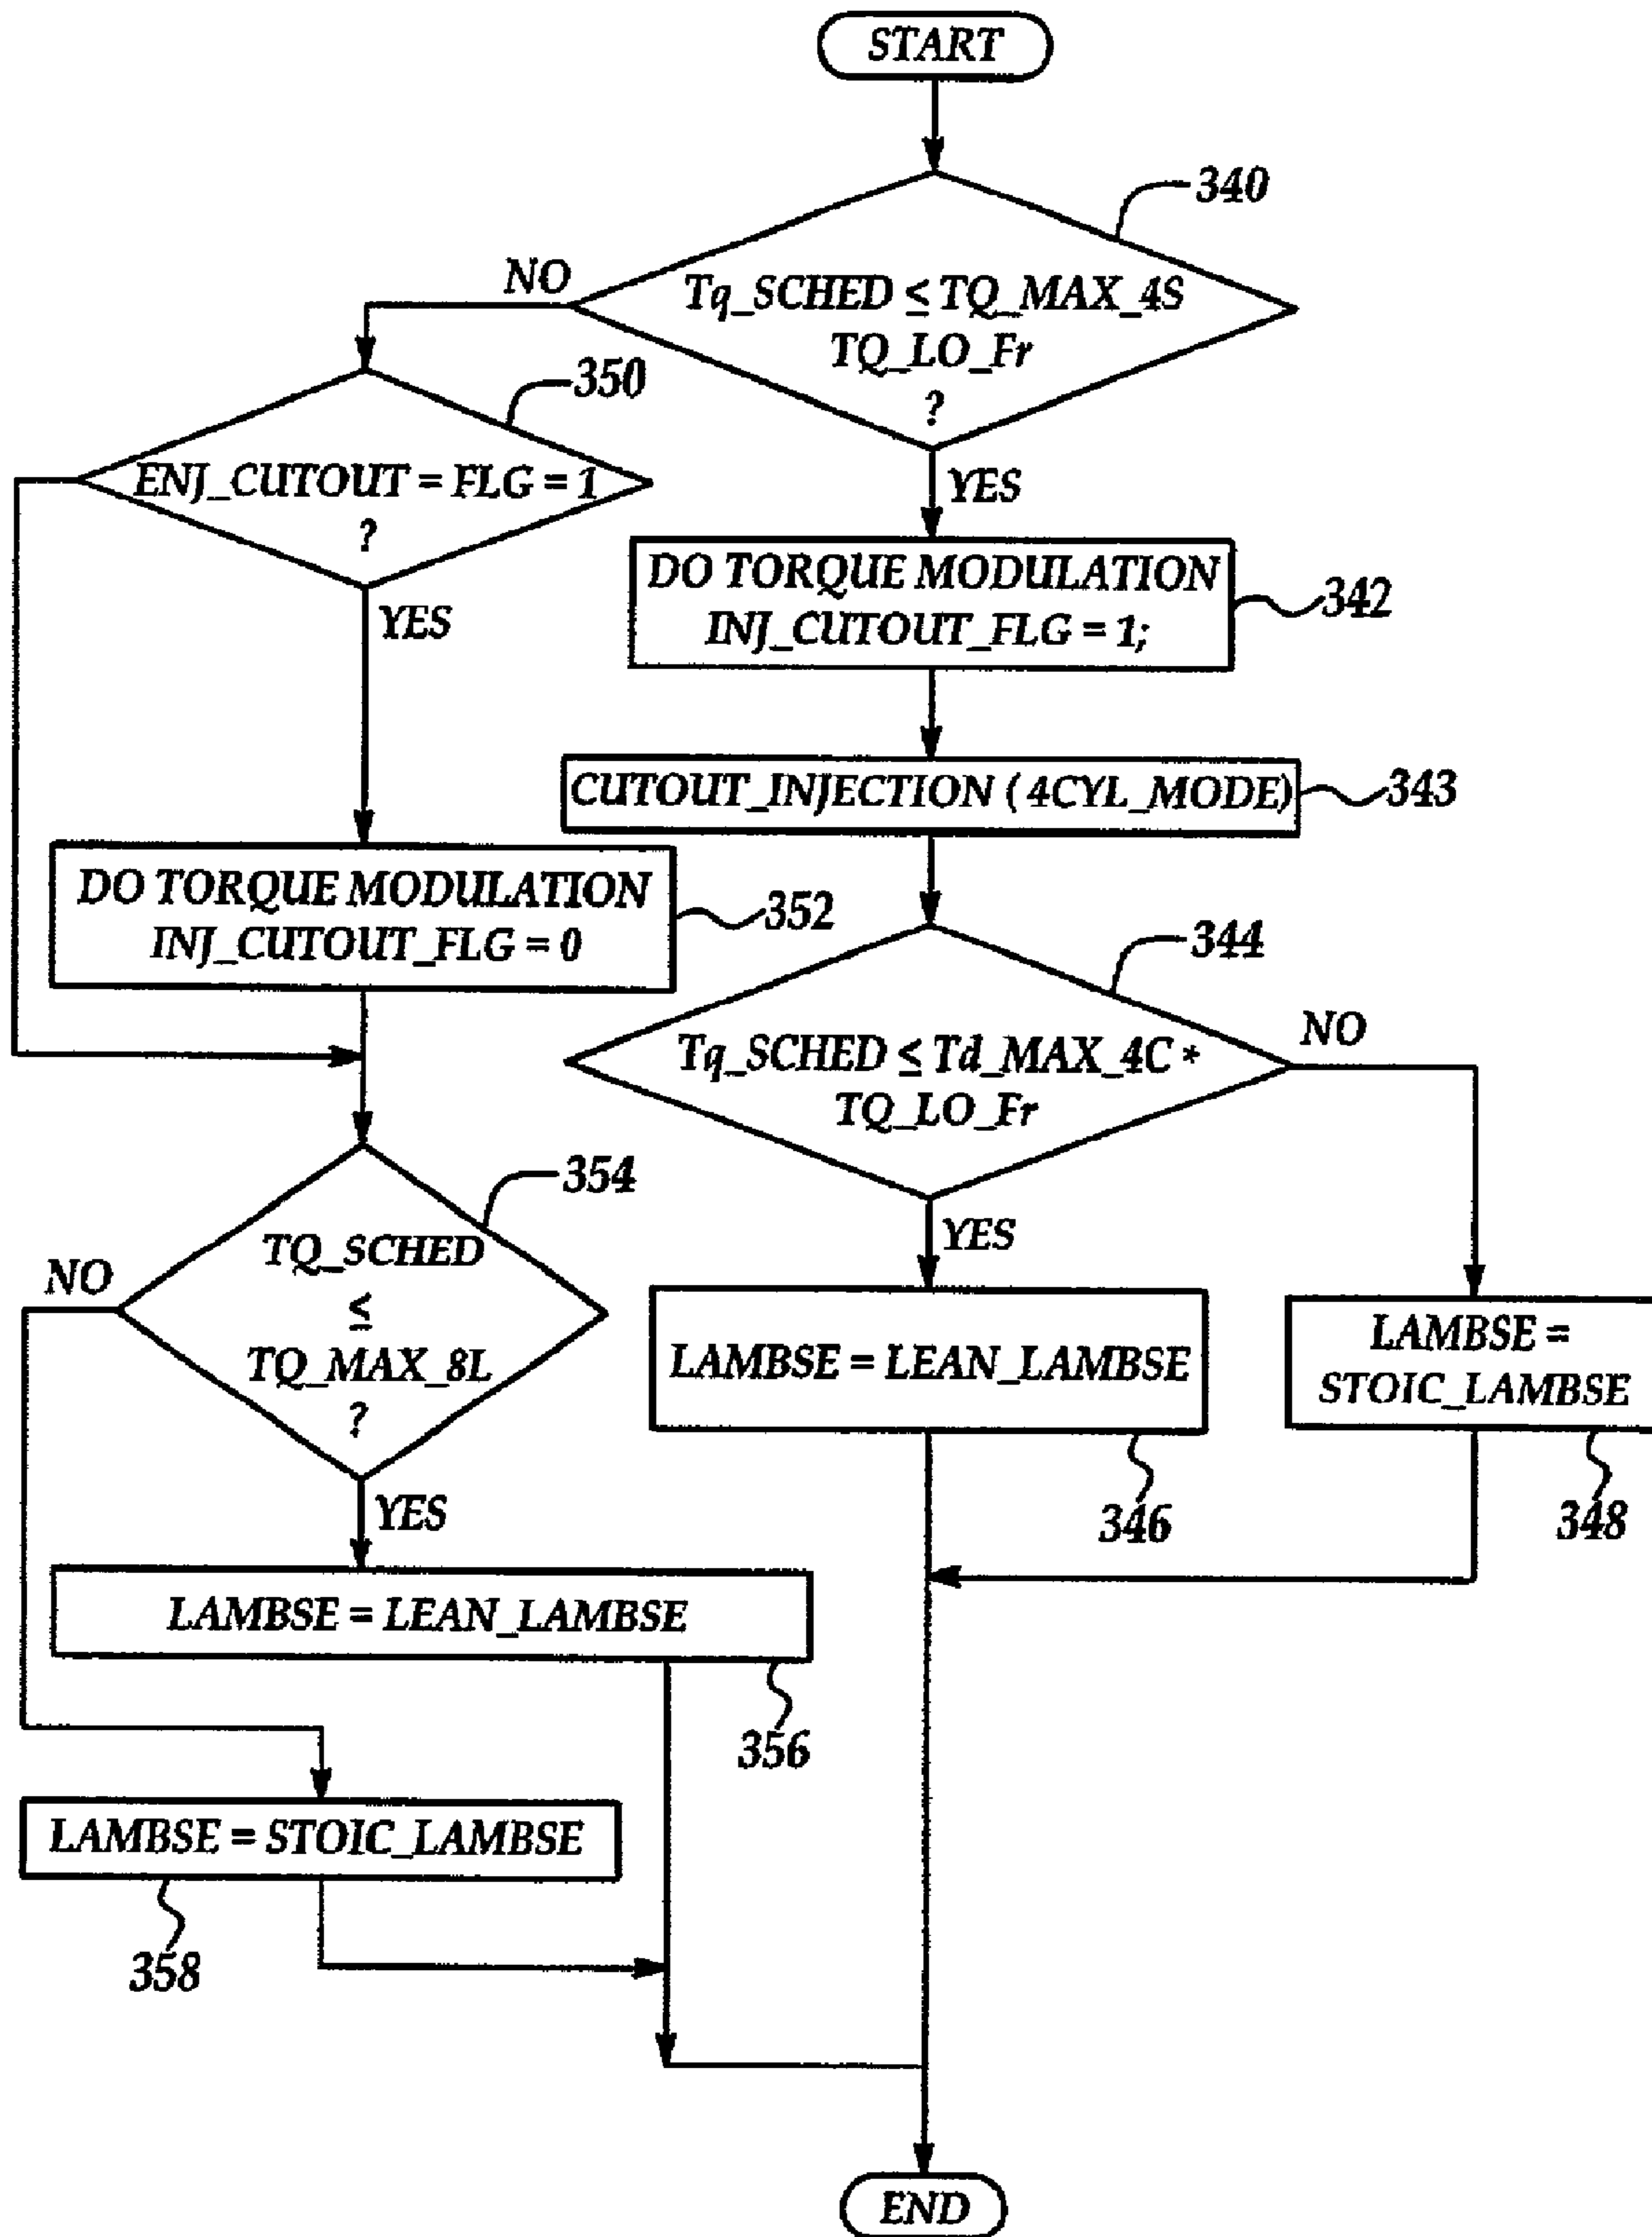 START
340
NO
Tq_SCHED ≤ TQ_MAX_4S
TQ_LO_Fr
?
350
ENJ_CUTOUT = FLG = 1
?
YES
YES
DO TORQUE MODULATION
INJ_CUTOUT_FLG = 1;
342
CUTOUT_INJECTION ( 4CYL_MODE)
343
DO TORQUE MODULATION
INJ_CUTOUT_FLG = 0
352
344
NO
Tq_SCHED ≤ Td_MAX_4C *
TQ_LO_Fr
354
NO
TQ_SCHED
≤
TQ_MAX_8L
?
YES
YES
LAMBSE = LEAN_LAMBSE
346
LAMBSE =
STOIC_LAMBSE
348
LAMBSE = LEAN_LAMBSE
356
LAMBSE = STOIC_LAMBSE
358
END